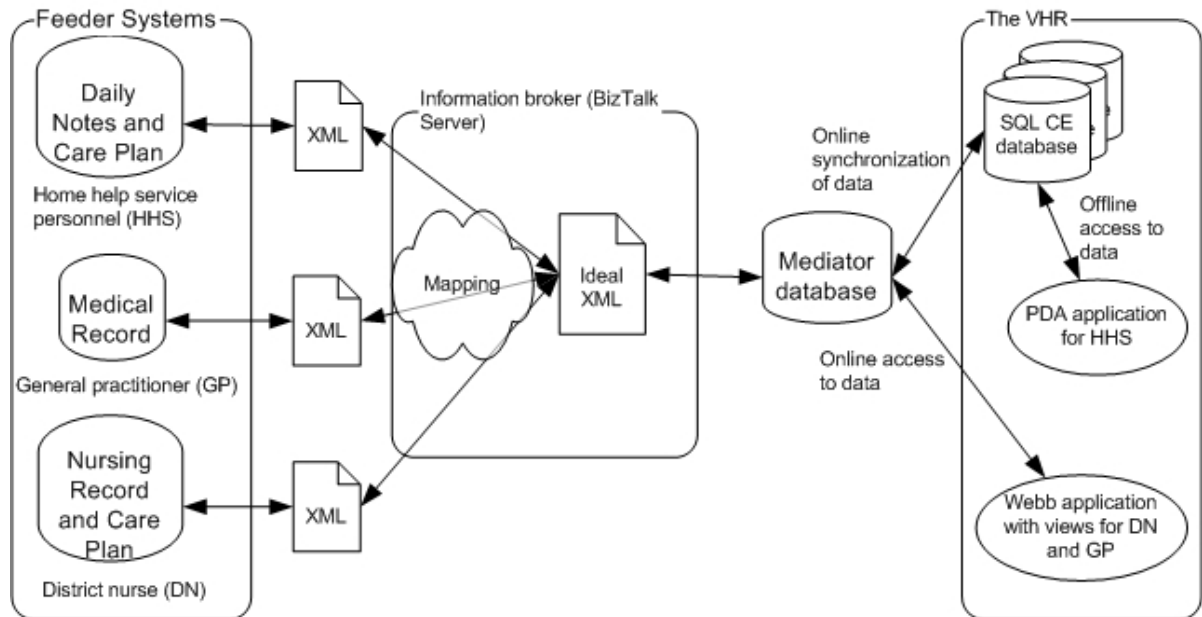 Feeder Systems
Daily
Notes and
Care Plan
Home help service
personnel (HHS)
Medical
Record
General practitioner (GP)
Nursing
Record
and Care
Plan
District nurse (DN)
XML
XML
XML
Information broker (BizTalk
Server)
Mapping
Ideal
XML
Mediator
database
Online
synchronization
of data
Online access
to data
The VHR
SQL CE
database
e
e
Offline
access to
data
PDA application
for HHS
Webb application
with views for DN
and GP